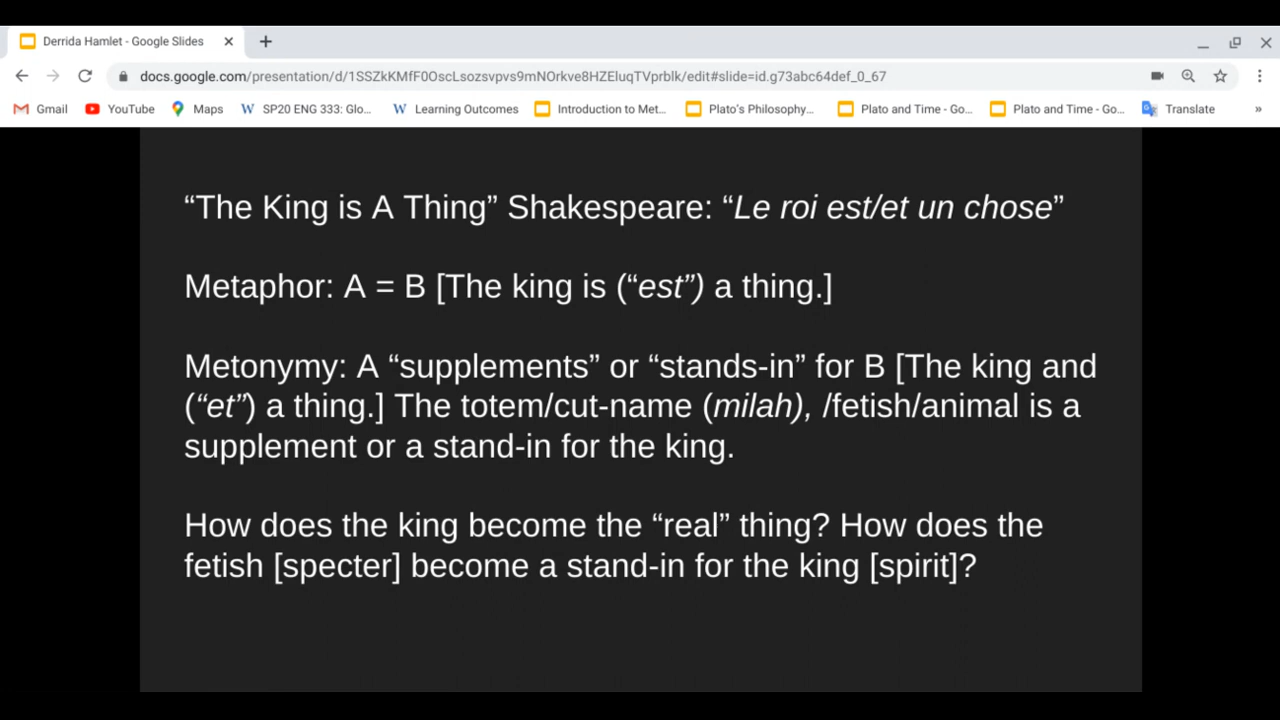 Derrida Hamlet - Google Slides
docs.google.com/presentation/d/1SSZkKMfF0OscLsozsvpvs9mNOrkve8HZEluqTVprblk/edit#slide=id.g73abc64def_0_67
Gmail YouTube Maps SP20 ENG 333: Glo... Learning Outcomes Introduction to Met... Plato's Philosophy... Plato and Time - Go... Plato and Time - Go... Translate »
“The King is A Thing” Shakespeare: “Le roi est/et un chose”
Metaphor: A = B [The king is (“est”) a thing.]
Metonymy: A “supplements” or “stands-in” for B [The king and
(“et”) a thing.] The totem/cut-name (milah), /fetish/animal is a
supplement or a stand-in for the king.
How does the king become the “real” thing? How does the
fetish [specter] become a stand-in for the king [spirit]?